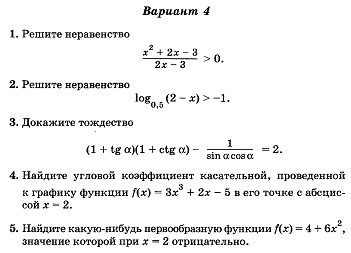 Вариант 4
1. Решите неравенство
x² + 2x − 3 / 2x − 3 > 0.
2. Решите неравенство
log₀,₅ (2 − x) > −1.
3. Докажите тождество
(1 + tg α)(1 + ctg α) − 1 / sin α cos α = 2.
4. Найдите угловой коэффициент касательной, проведенной
к графику функции f(x) = 3x³ + 2x − 5 в его точке с абсцис-
сой x = 2.
5. Найдите какую-нибудь первообразную функции f(x) = 4 + 6x²,
значение которой при x = 2 отрицательно.